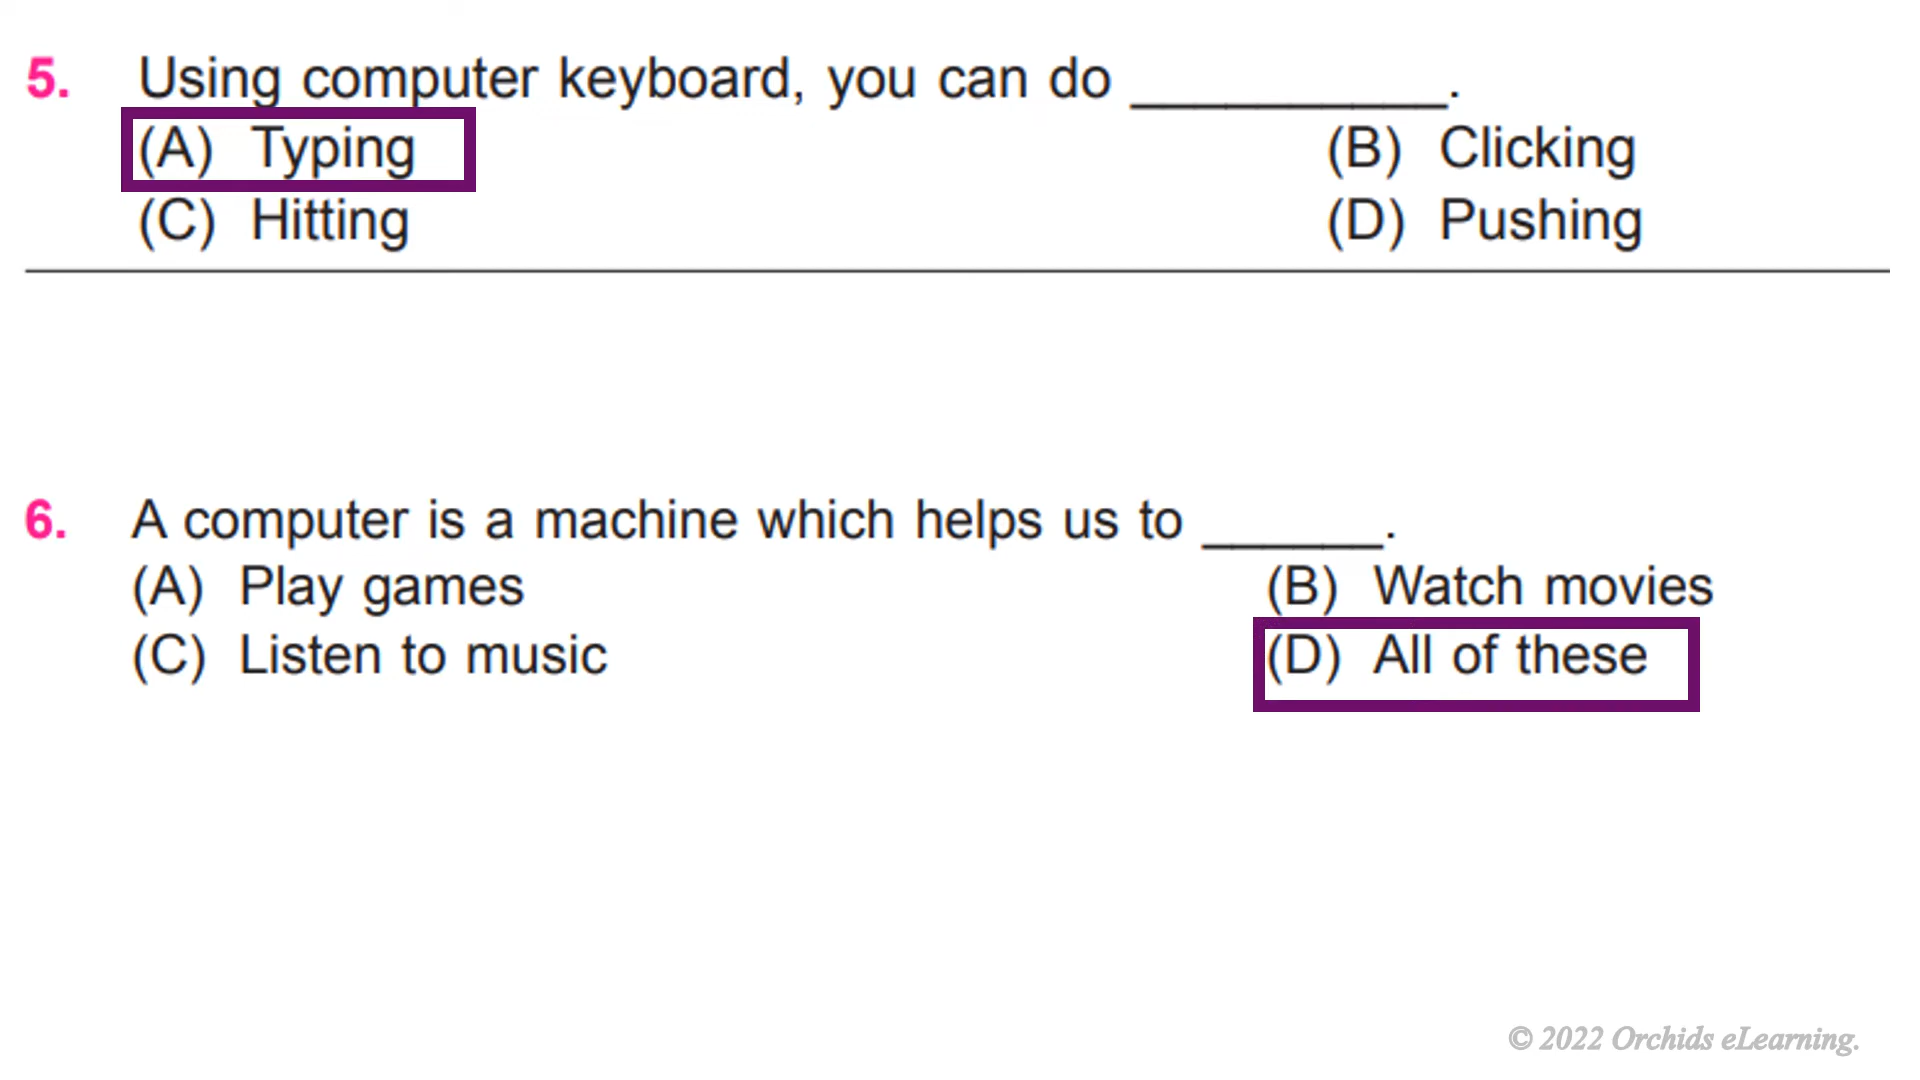 5. Using computer keyboard, you can do __________.
(A) Typing (B) Clicking
(C) Hitting (D) Pushing
6. A computer is a machine which helps us to ______.
(A) Play games (B) Watch movies
(C) Listen to music (D) All of these
© 2022 Orchids eLearning.